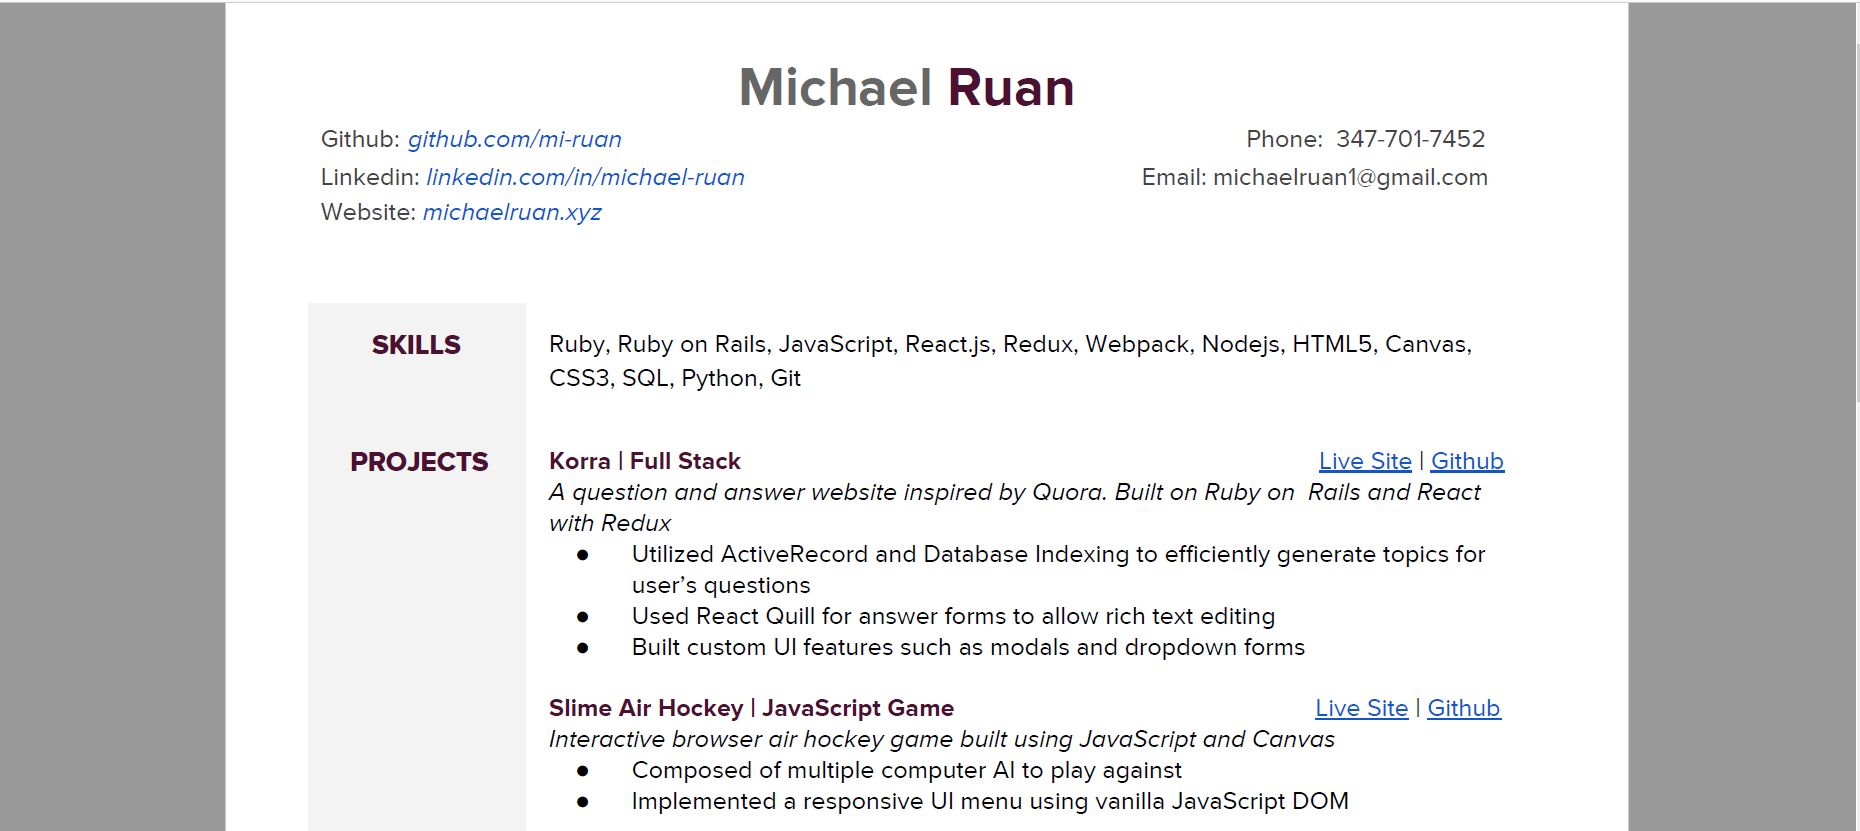 Michael Ruan
Github: github.com/mi-ruan
Phone: 347-701-7452
Linkedin: linkedin.com/in/michael-ruan
Email: michaelruan1@gmail.com
Website: michaelruan.xyz
SKILLS
Ruby, Ruby on Rails, JavaScript, React.js, Redux, Webpack, Nodejs, HTML5, Canvas,
CSS3, SQL, Python, Git
PROJECTS
Korra | Full Stack
Live Site | Github
A question and answer website inspired by Quora. Built on Ruby on  Rails and React
with Redux
● Utilized ActiveRecord and Database Indexing to efficiently generate topics for
user’s questions
● Used React Quill for answer forms to allow rich text editing
● Built custom UI features such as modals and dropdown forms
Slime Air Hockey | JavaScript Game
Live Site | Github
Interactive browser air hockey game built using JavaScript and Canvas
● Composed of multiple computer AI to play against
● Implemented a responsive UI menu using vanilla JavaScript DOM